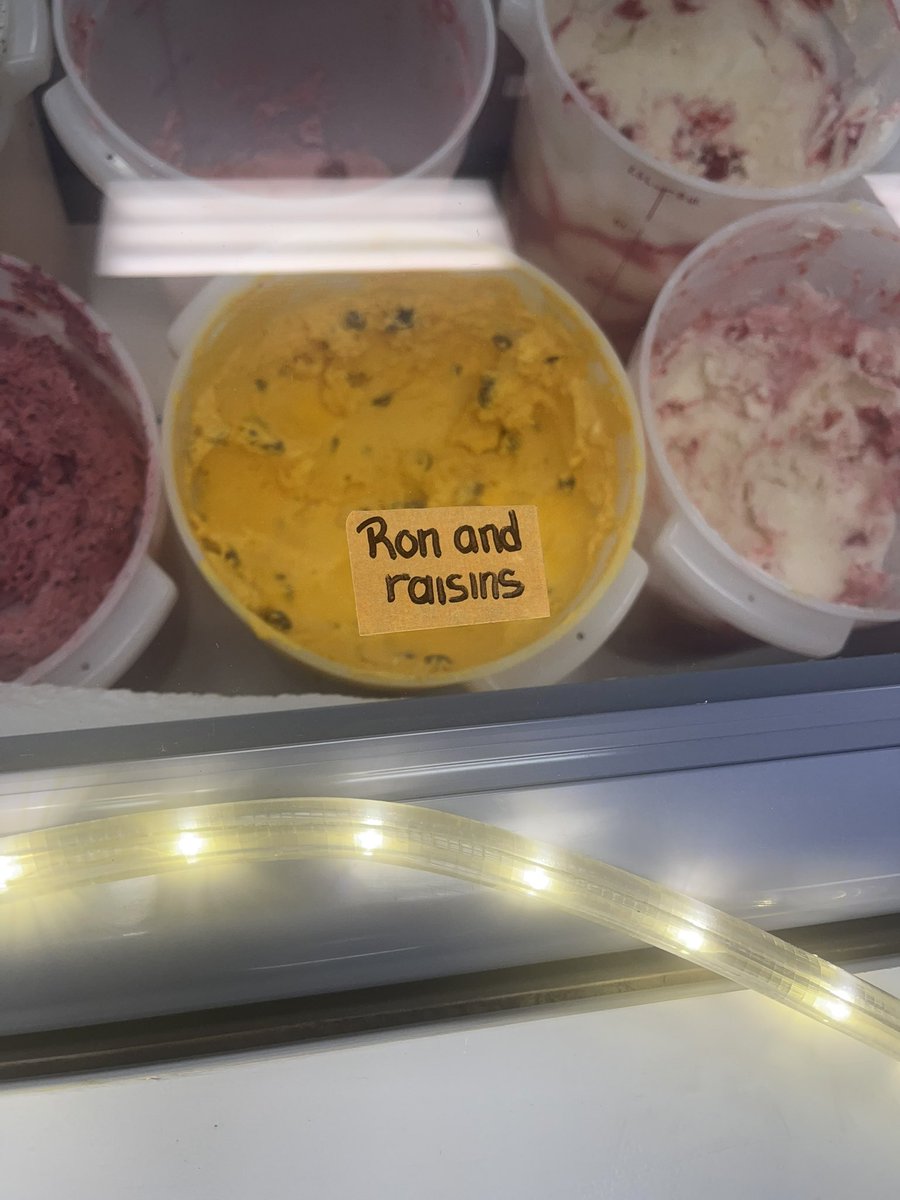 Ron and
raisins